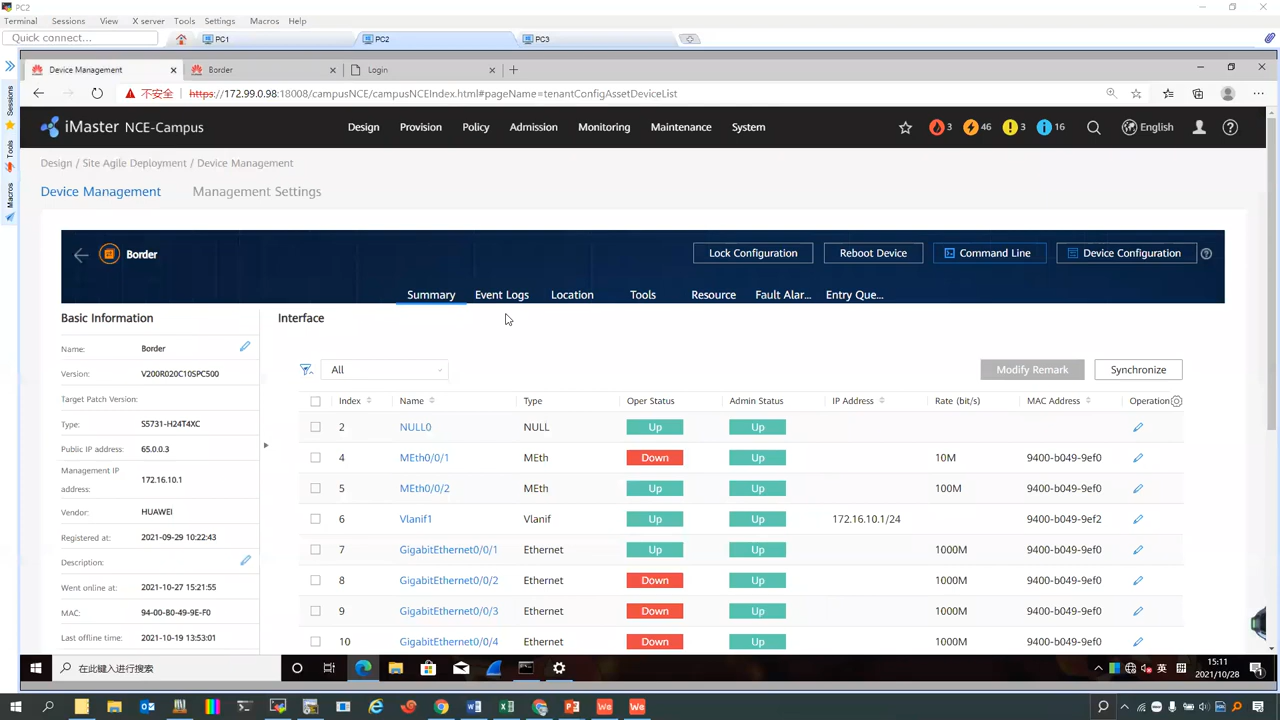 PC2
Terminal Sessions View X server Tools Settings Macros Help
Quick connect... PC1 PC2 PC3
Device Management Border Login
不安全 https://172.99.0.98:18008/campusNCE/campusNCEIndex.html#pageName=tenantConfigAssetDeviceList
Sessions
Tools
Macros
iMaster NCE-Campus Design Provision Policy Admission Monitoring Maintenance System 3 46 3 16 English
Design / Site Agile Deployment / Device Management
Device Management Management Settings
Border Lock Configuration Reboot Device Command Line Device Configuration
Summary Event Logs Location Tools Resource Fault Alar... Entry Que...
Basic Information
Name: Border
Version: V200R020C10SPC500
Target Patch Version:
Type: S5731-H24T4XC
Public IP address: 65.0.0.3
Management IP address: 172.16.10.1
Vendor: HUAWEI
Registered at: 2021-09-29 10:22:43
Description:
Went online at: 2021-10-27 15:21:55
MAC: 94-00-B0-49-9E-F0
Last offline time: 2021-10-19 13:53:01
Interface
All Modify Remark Synchronize
Index Name Type Oper Status Admin Status IP Address Rate (bit/s) MAC Address Operation
2 NULL0 NULL Up Up
4 MEth0/0/1 MEth Down Up 10M 9400-b049-9ef0
5 MEth0/0/2 MEth Up Up 100M 9400-b049-9ef0
6 Vlanif1 Vlanif Up Up 172.16.10.1/24 9400-b049-9ef2
7 GigabitEthernet0/0/1 Ethernet Up Up 1000M 9400-b049-9ef0
8 GigabitEthernet0/0/2 Ethernet Down Up 1000M 9400-b049-9ef0
9 GigabitEthernet0/0/3 Ethernet Down Up 1000M 9400-b049-9ef0
10 GigabitEthernet0/0/4 Ethernet Down Up 1000M 9400-b049-9ef0
在此键入进行搜索 英 15:11
2021/10/28
1